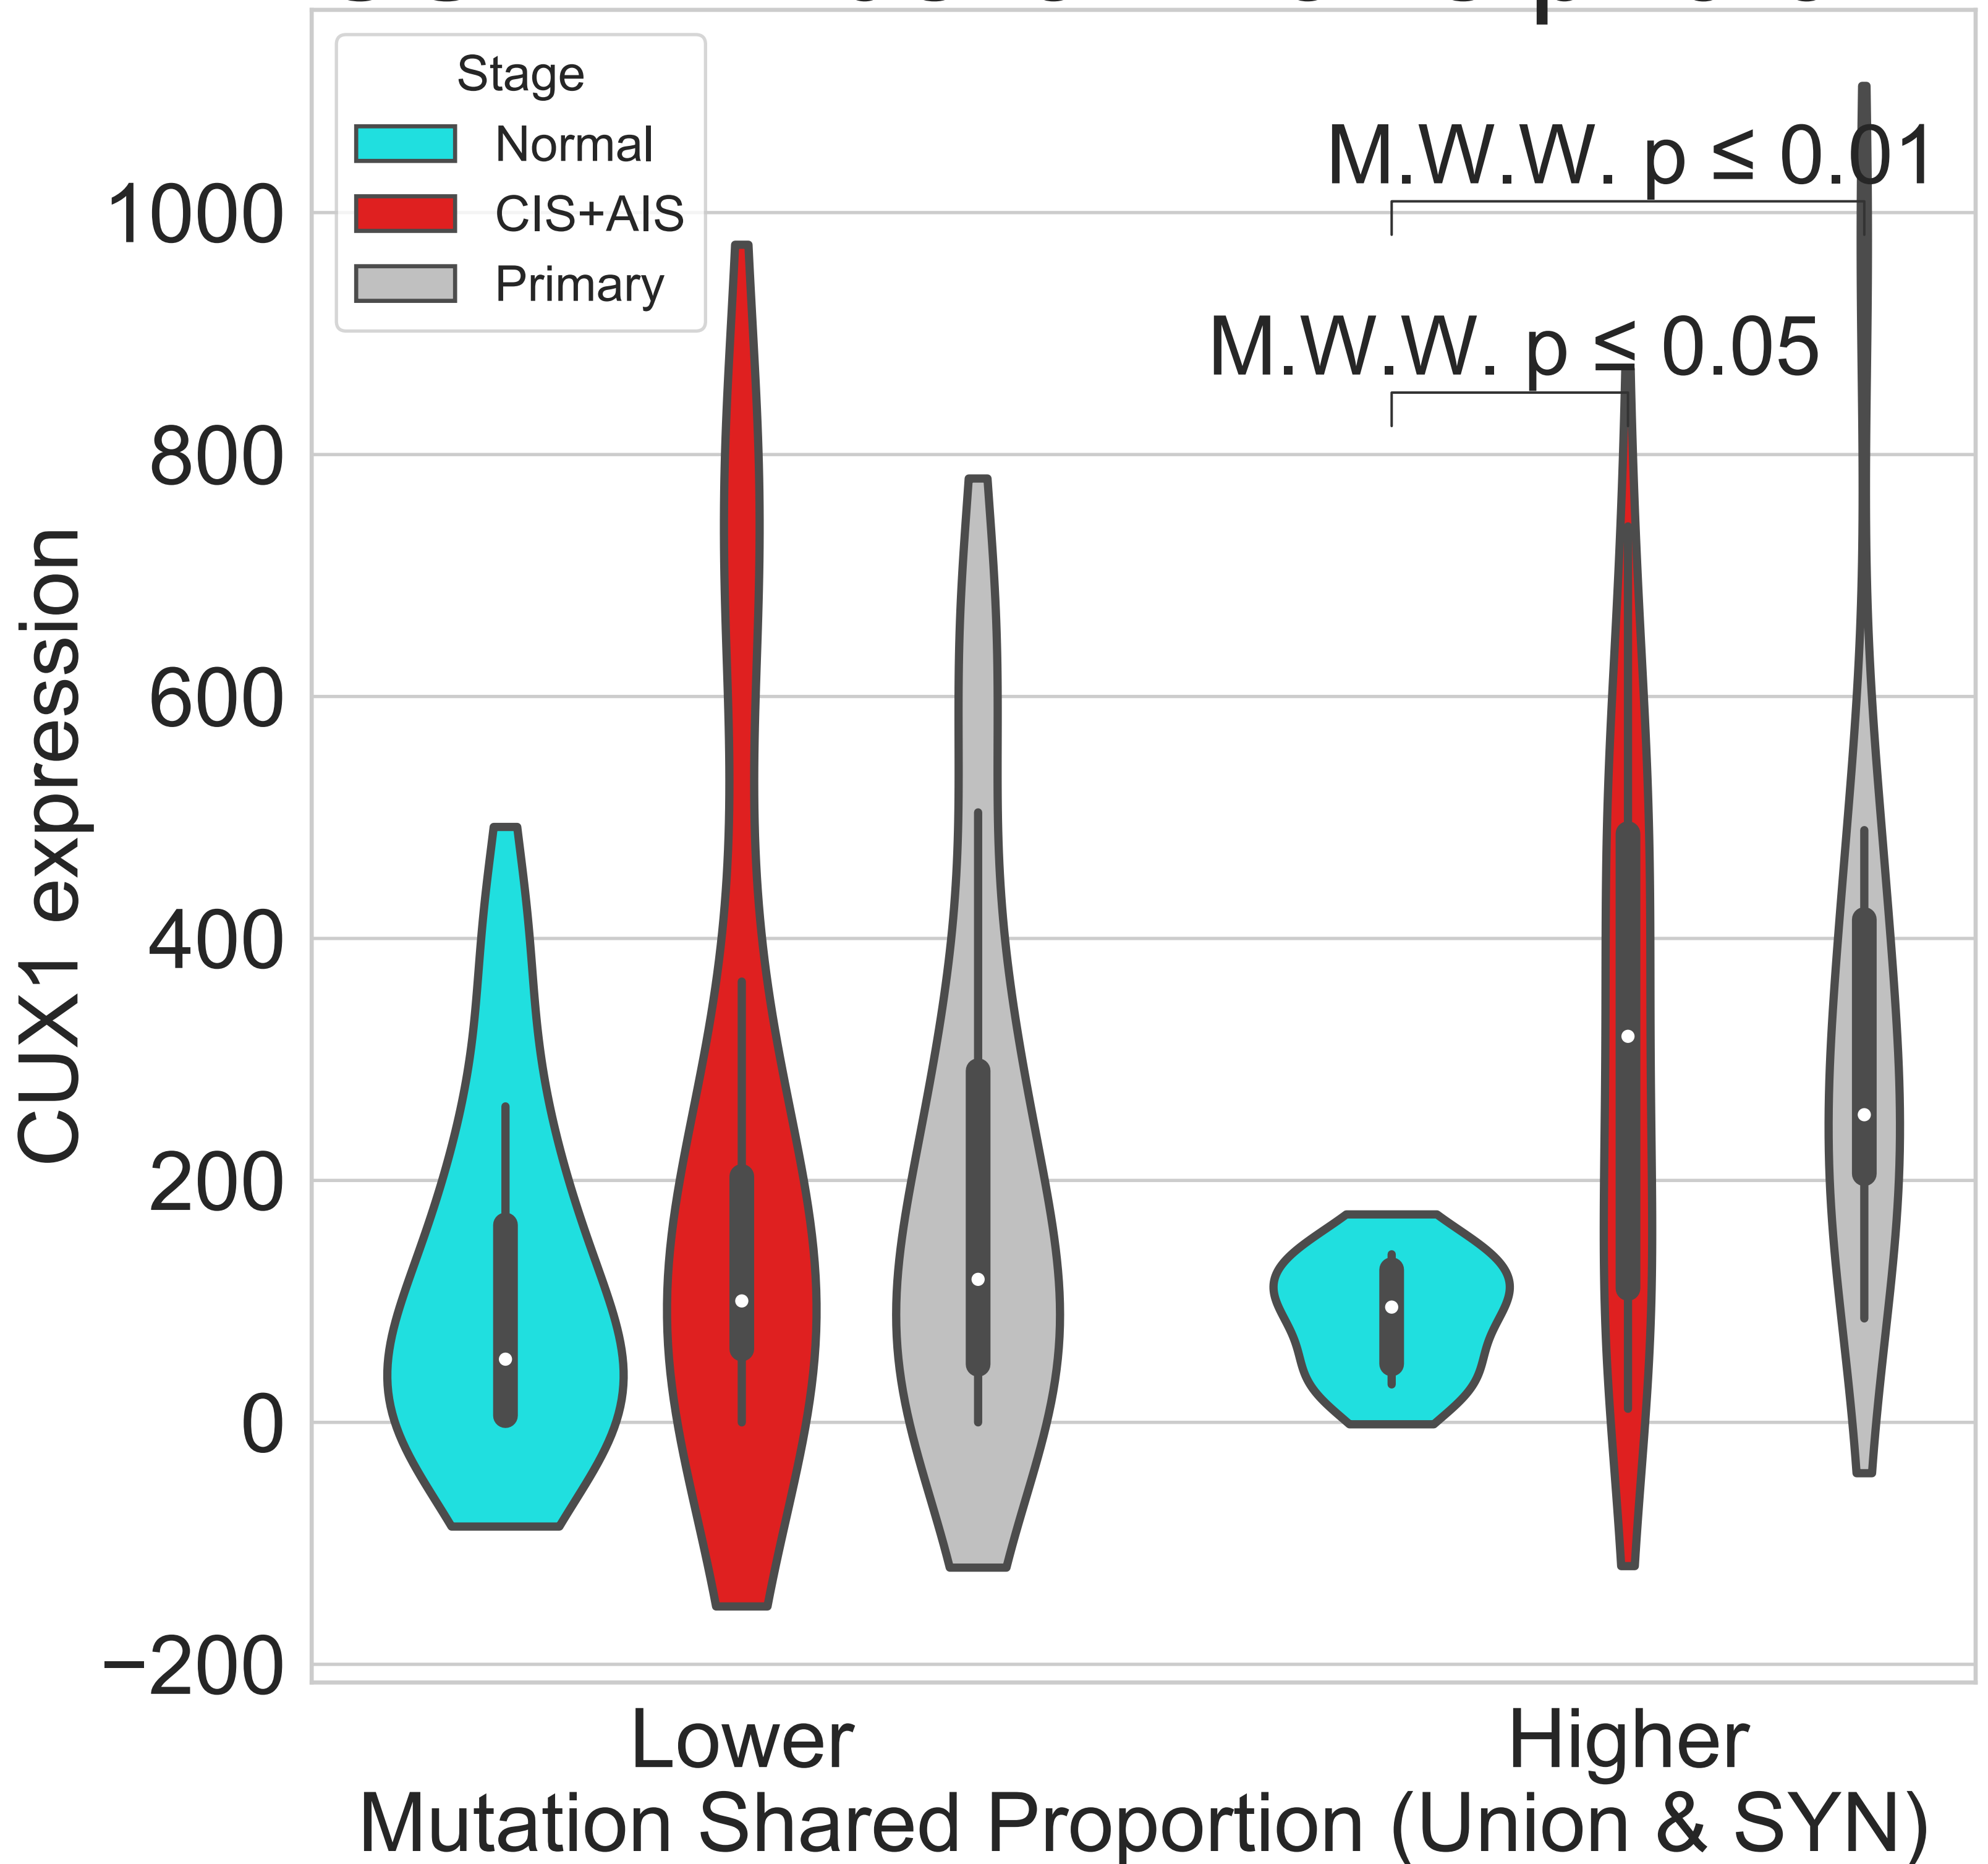 Stage
Normal
CIS+AIS
Primary
M.W.W. p ≤ 0.01
M.W.W. p ≤ 0.05
1000
800
600
400
200
0
−200
CUX1 expression
Lower
Higher
Mutation Shared Proportion (Union & SYN)